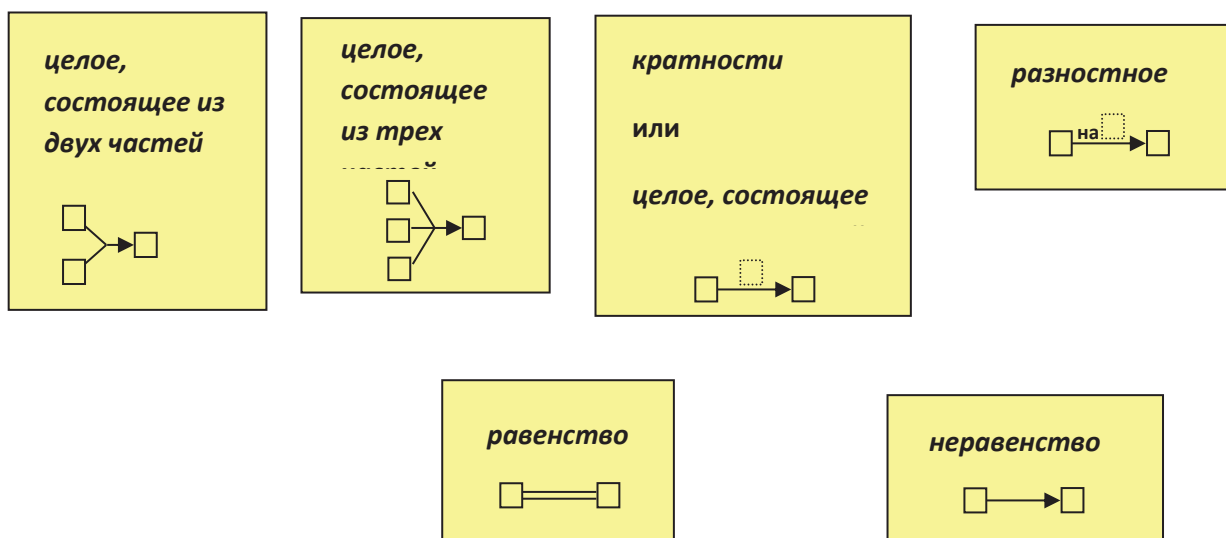 целое,
состоящее из
двух частей
целое,
состоящее
из трех
кратности
или
целое, состоящее
разностное
на
равенство
неравенство